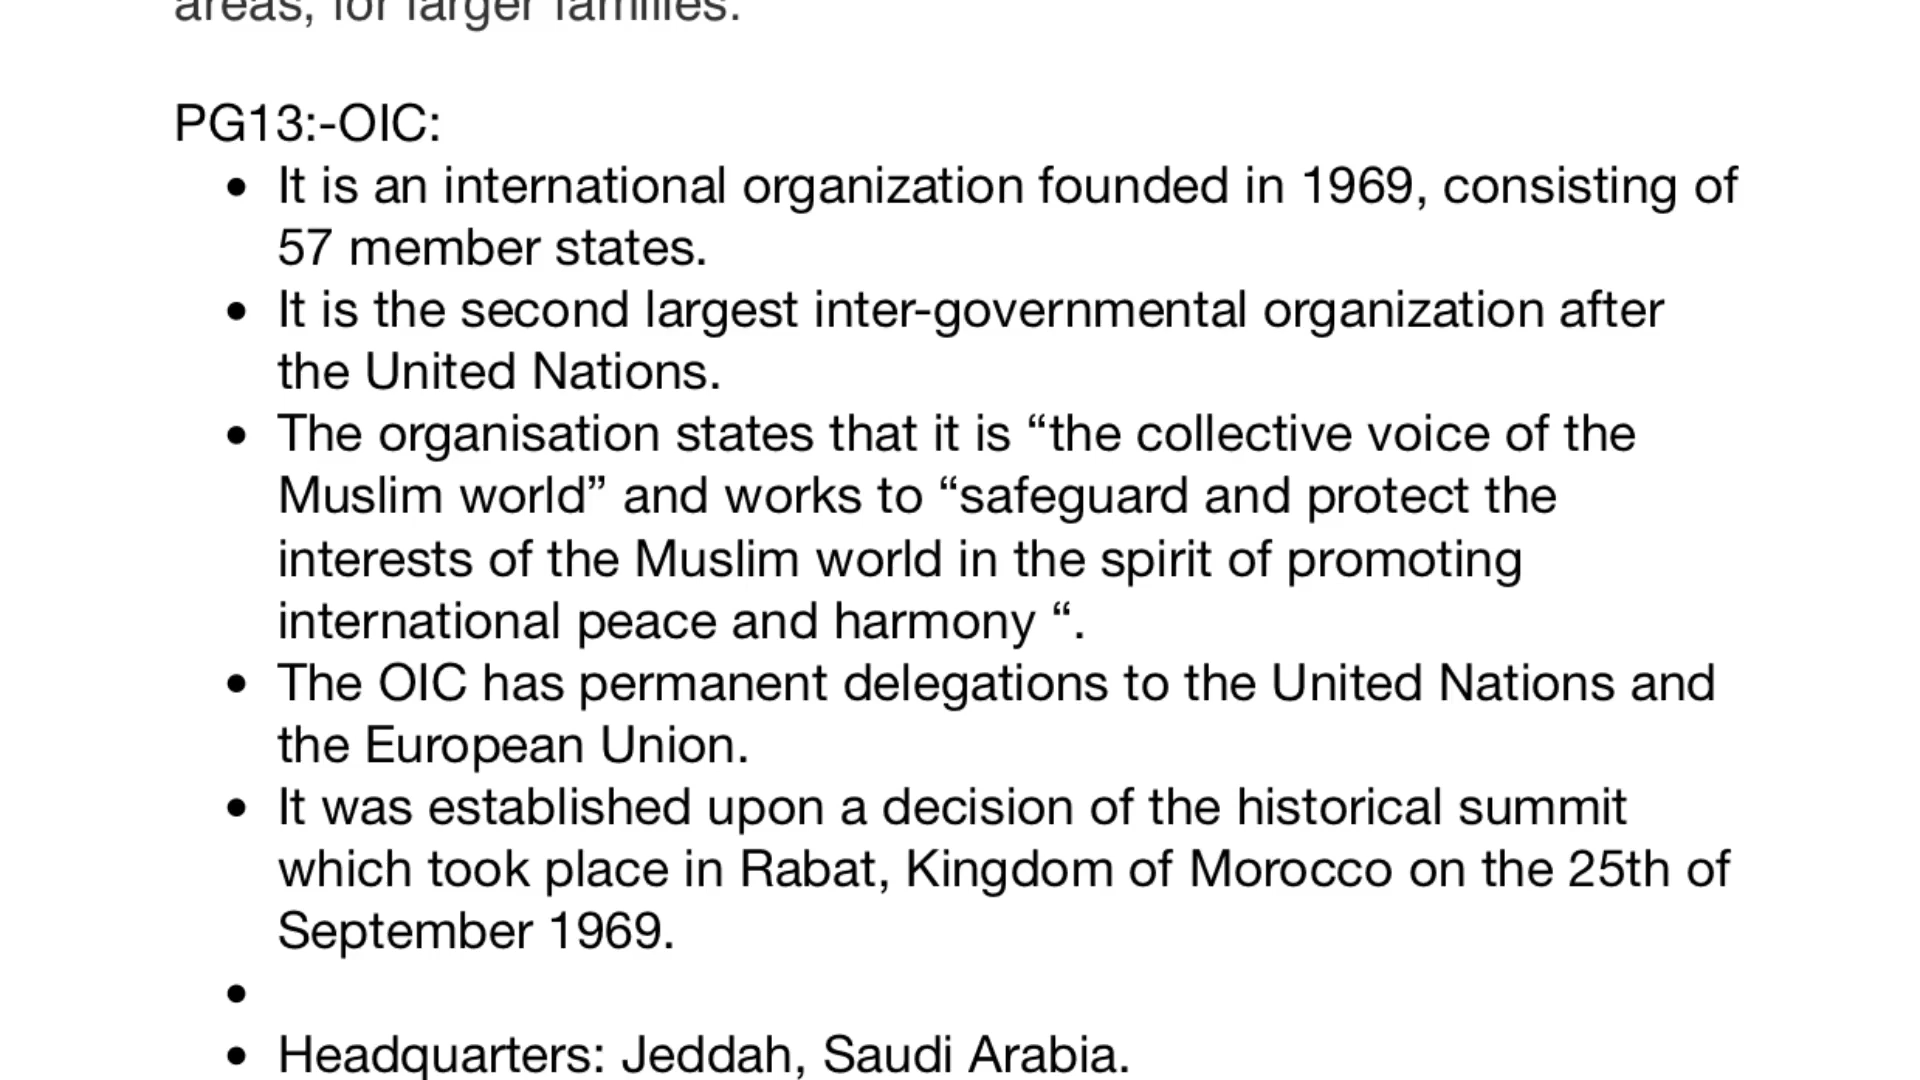 areas, for larger families.
PG13:-OIC:
• It is an international organization founded in 1969, consisting of
57 member states.
• It is the second largest inter-governmental organization after
the United Nations.
• The organisation states that it is “the collective voice of the
Muslim world” and works to “safeguard and protect the
interests of the Muslim world in the spirit of promoting
international peace and harmony “.
• The OIC has permanent delegations to the United Nations and
the European Union.
• It was established upon a decision of the historical summit
which took place in Rabat, Kingdom of Morocco on the 25th of
September 1969.
•
• Headquarters: Jeddah, Saudi Arabia.